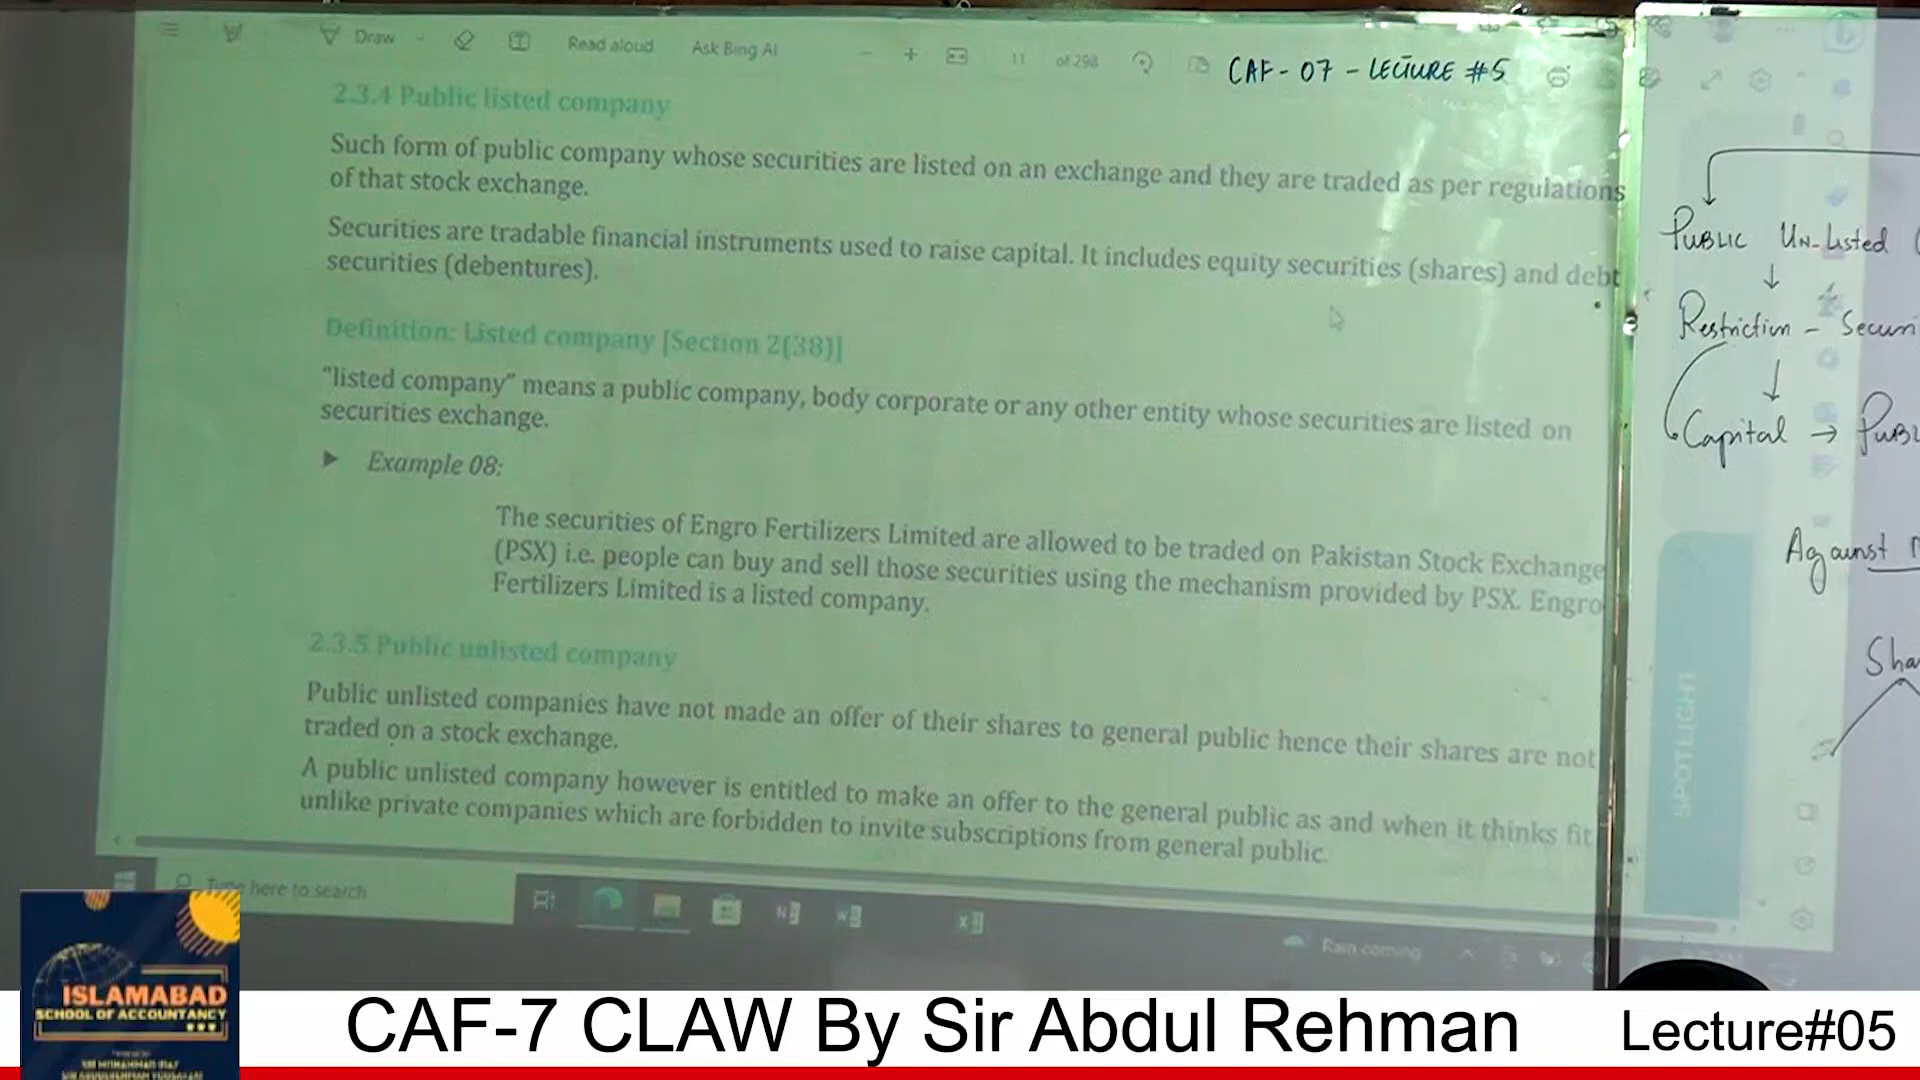 Draw
Read aloud
Ask Bing AI
11 of 298
CAF - 07 - LECTURE #5
2.3.4 Public listed company
Such form of public company whose securities are listed on an exchange and they are traded as per regulations
of that stock exchange.
Securities are tradable financial instruments used to raise capital. It includes equity securities (shares) and debt
securities (debentures).
Definition: Listed company [Section 2(38)]
"listed company" means a public company, body corporate or any other entity whose securities are listed on
securities exchange.
Example 08:
The securities of Engro Fertilizers Limited are allowed to be traded on Pakistan Stock Exchange
(PSX) i.e. people can buy and sell those securities using the mechanism provided by PSX. Engro
Fertilizers Limited is a listed company.
2.3.5 Public unlisted company
Public unlisted companies have not made an offer of their shares to general public hence their shares are not
traded on a stock exchange.
A public unlisted company however is entitled to make an offer to the general public as and when it thinks fit
unlike private companies which are forbidden to invite subscriptions from general public.
Type here to search
Rain coming
PUBLIC UN-Listed
Restriction - Securi
Capital → PUBL
Against
Sha
SPOTLIGHT
ISLAMABAD
SCHOOL OF ACCOUNTANCY
CAF-7 CLAW By Sir Abdul Rehman
Lecture#05